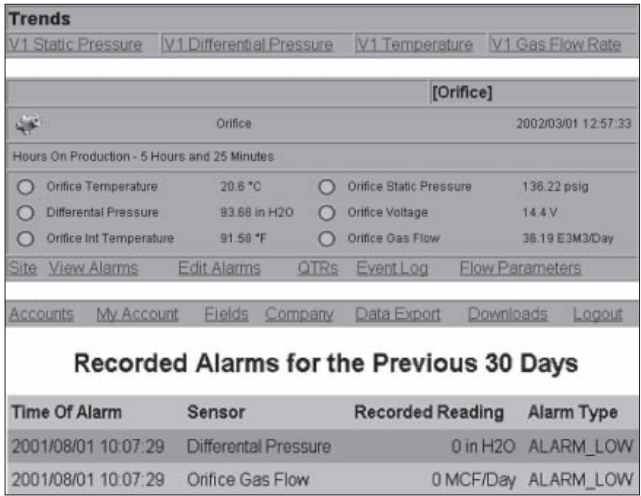 Trends
V1 Static Pressure V1 Differential Pressure V1 Temperature V1 Gas Flow Rate
[Orifice]
Orifice 2002/03/01 12:57:33
Hours On Production - 5 Hours and 25 Minutes
Orifice Temperature 20.6 °C Orifice Static Pressure 136.22 psig
Differental Pressure 93.68 in H2O Orifice Voltage 14.4 V
Orifice Int Temperature 91.58 °F Orifice Gas Flow 36.19 E3M3/Day
Site View Alarms Edit Alarms QTRs Event Log Flow Parameters
Accounts My Account Fields Company Data Export Downloads Logout
Recorded Alarms for the Previous 30 Days
Time Of Alarm Sensor Recorded Reading Alarm Type
2001/08/01 10:07:29 Differental Pressure 0 in H2O ALARM_LOW
2001/08/01 10:07:29 Orifice Gas Flow 0 MCF/Day ALARM_LOW